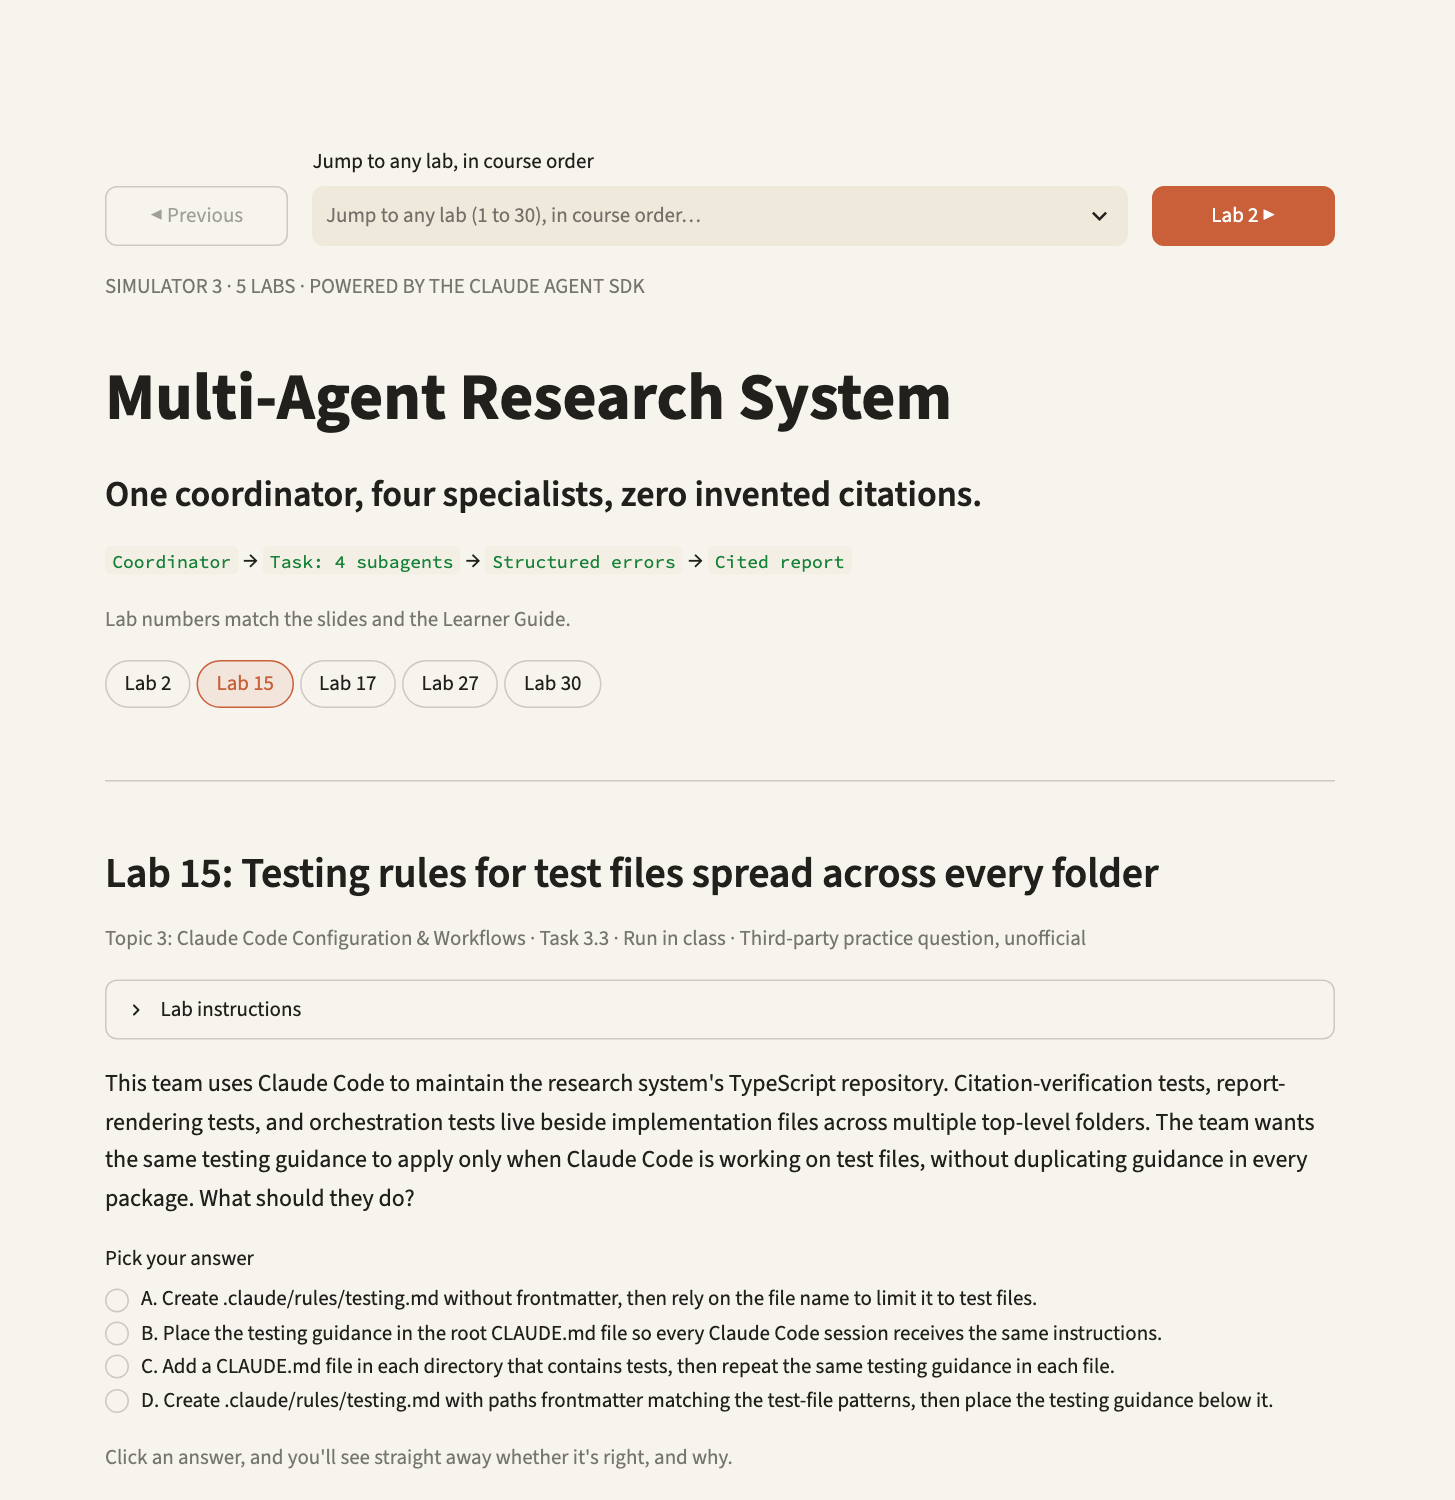 Jump to any lab, in course order
◀ Previous
Jump to any lab (1 to 30), in course order…
Lab 2 ▶
SIMULATOR 3 · 5 LABS · POWERED BY THE CLAUDE AGENT SDK
Multi-Agent Research System
One coordinator, four specialists, zero invented citations.
Coordinator → Task: 4 subagents → Structured errors → Cited report
Lab numbers match the slides and the Learner Guide.
Lab 2 Lab 15 Lab 17 Lab 27 Lab 30
Lab 15: Testing rules for test files spread across every folder
Topic 3: Claude Code Configuration & Workflows · Task 3.3 · Run in class · Third-party practice question, unofficial
Lab instructions
This team uses Claude Code to maintain the research system's TypeScript repository. Citation-verification tests, report-
rendering tests, and orchestration tests live beside implementation files across multiple top-level folders. The team wants
the same testing guidance to apply only when Claude Code is working on test files, without duplicating guidance in every
package. What should they do?
Pick your answer
A. Create .claude/rules/testing.md without frontmatter, then rely on the file name to limit it to test files.
B. Place the testing guidance in the root CLAUDE.md file so every Claude Code session receives the same instructions.
C. Add a CLAUDE.md file in each directory that contains tests, then repeat the same testing guidance in each file.
D. Create .claude/rules/testing.md with paths frontmatter matching the test-file patterns, then place the testing guidance below it.
Click an answer, and you'll see straight away whether it's right, and why.